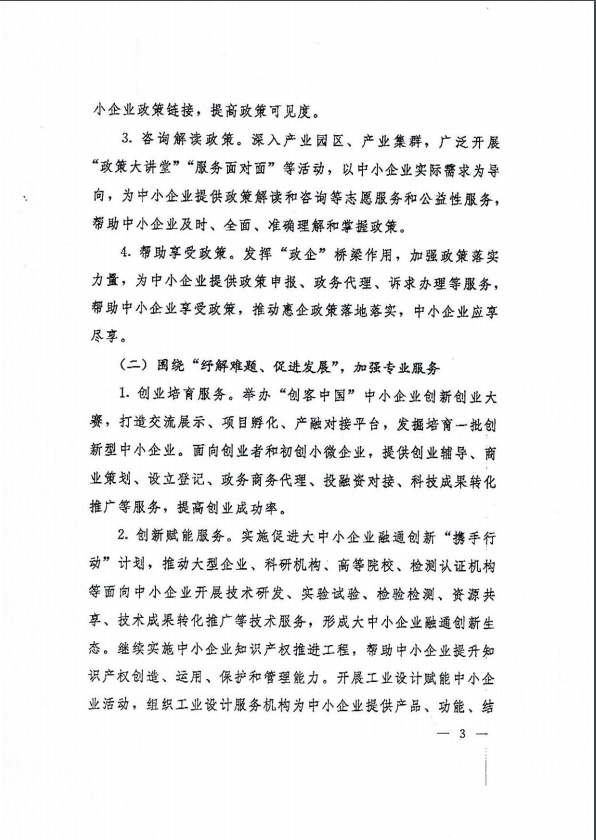 小企业政策链接，提高政策可见度。
3. 咨询解读政策。深入产业园区、产业集群，广泛开展
“政策大讲堂”“服务面对面”等活动，以中小企业实际需求为导
向，为中小企业提供政策解读和咨询等志愿服务和公益性服务，
帮助中小企业及时、全面、准确理解和掌握政策。
4. 帮助享受政策。发挥“政企”桥梁作用，加强政策落实
力量，为中小企业提供政策申报、政务代理、诉求办理等服务，
帮助中小企业享受政策，推动惠企政策落地落实，中小企业应享
尽享。
（二）围绕“纾解难题、促进发展”，加强专业服务
1. 创业培育服务。举办“创客中国”中小企业创新创业大
赛，打造交流展示、项目孵化、产融对接平台，发掘培育一批创
新型中小企业。面向创业者和初创小微企业，提供创业辅导、商
业策划、设立登记、政务商务代理、投融资对接、科技成果转化
推广等服务，提高创业成功率。
2. 创新赋能服务。实施促进大中小企业融通创新“携手行
动”计划，推动大型企业、科研机构、高等院校、检测认证机构
等面向中小企业开展技术研发、实验试验、检验检测、资源共
享、技术成果转化推广等技术服务，形成大中小企业融通创新生
态。继续实施中小企业知识产权推进工程，帮助中小企业提升知
识产权创造、运用、保护和管理能力。开展工业设计赋能中小企
业活动，组织工业设计服务机构为中小企业提供产品、功能、结
— 3 —